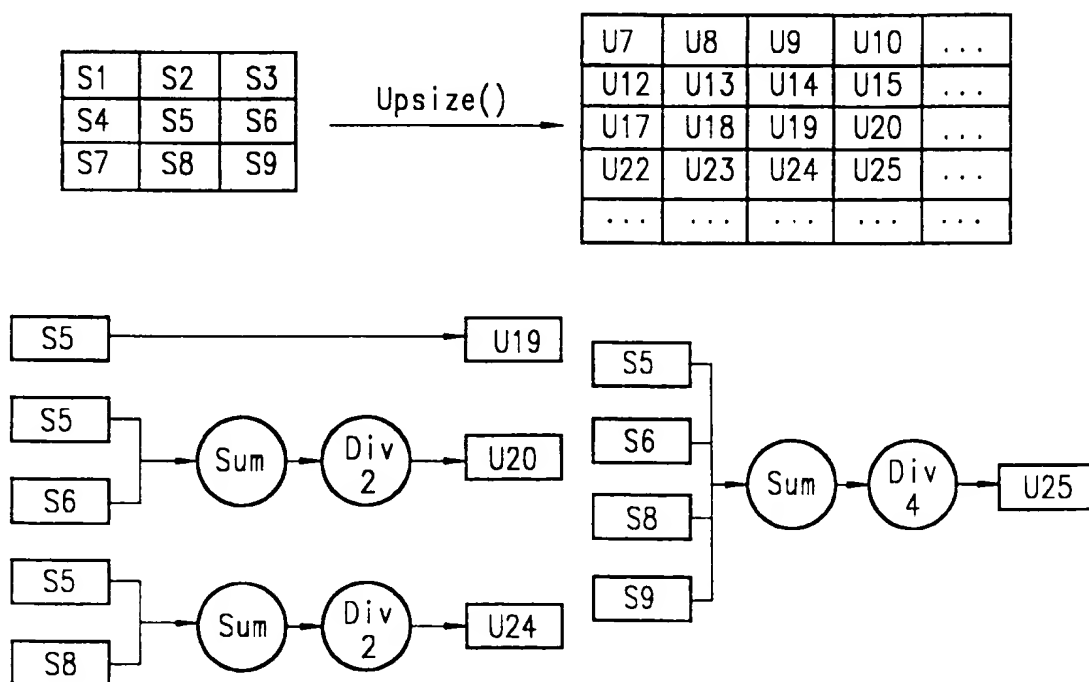 S1 S2 S3
S4 S5 S6
S7 S8 S9
Upsize()
U7 U8 U9 U10 ...
U12 U13 U14 U15 ...
U17 U18 U19 U20 ...
U22 U23 U24 U25 ...
... ... ... ... ...
S5 U19
S5
S6
Sum
Div
2
U20
S5
S8
Sum
Div
2
U24
S5
S6
S8
S9
Sum
Div
4
U25